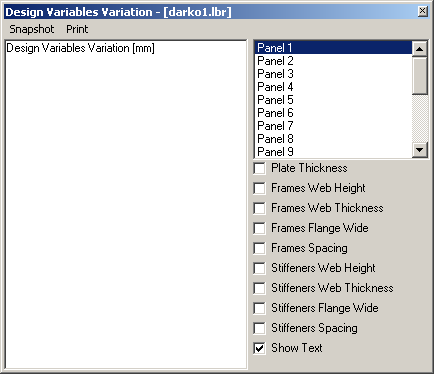 Design Variables Variation - [darko1.lbr]
Snapshot Print
Design Variables Variation [mm]
Panel 1
Panel 2
Panel 3
Panel 4
Panel 5
Panel 6
Panel 7
Panel 8
Panel 9
Plate Thickness
Frames Web Height
Frames Web Thickness
Frames Flange Wide
Frames Spacing
Stiffeners Web Height
Stiffeners Web Thickness
Stiffeners Flange Wide
Stiffeners Spacing
Show Text